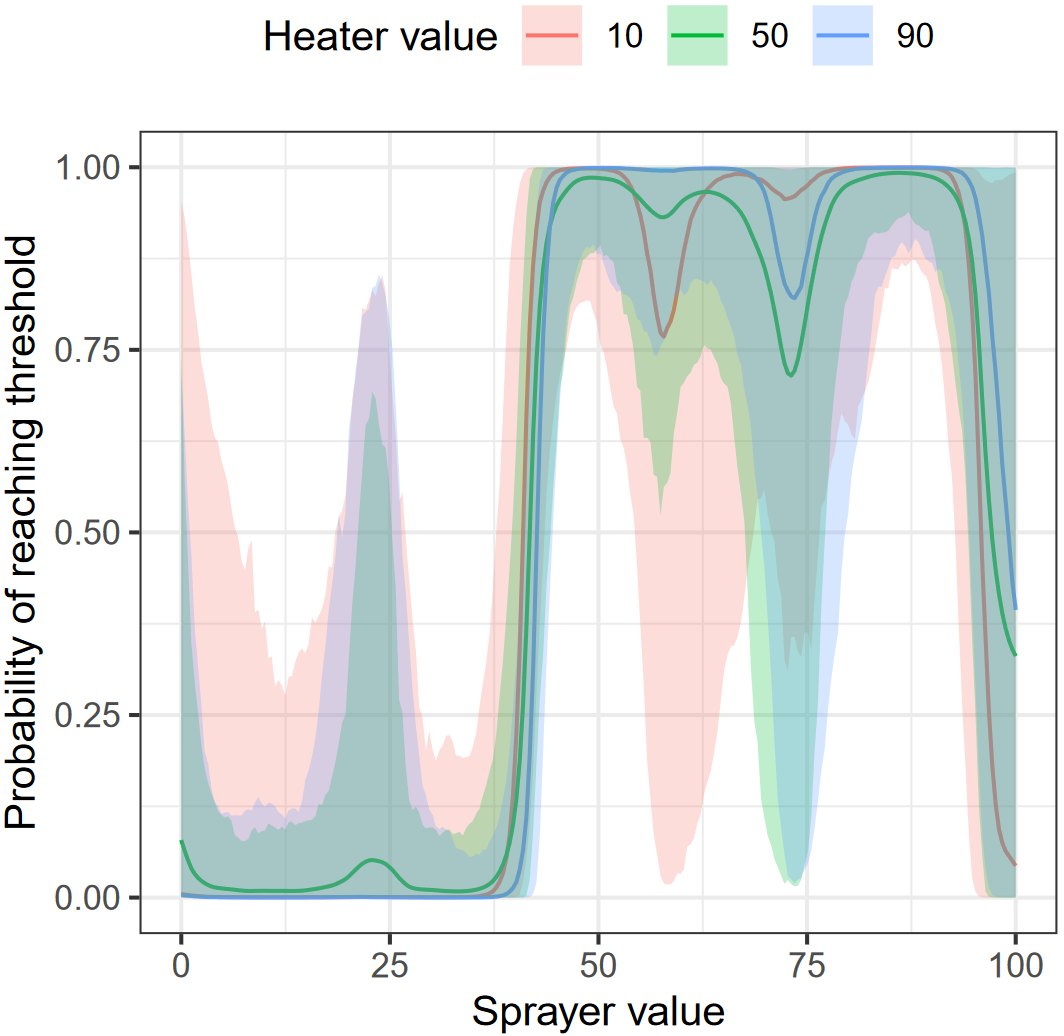 Heater value 10 50 90
Probability of reaching threshold
1.00
0.75
0.50
0.25
0.00
0 25 50 75 100
Sprayer value